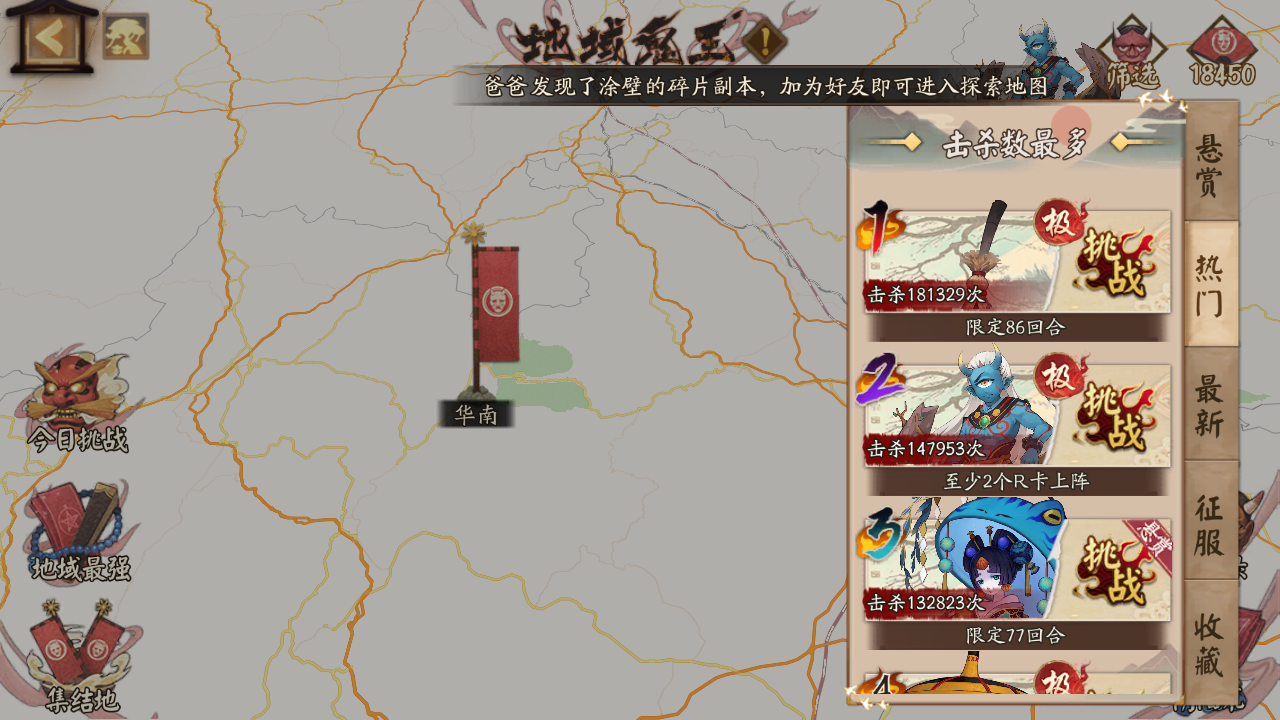 地域鬼王
!
筛选
18450
爸爸发现了涂壁的碎片副本，加为好友即可进入探索地图
击杀数最多
悬赏
热门
最新
征服
收藏
1
极
挑战
击杀181329次
限定86回合
2
极
挑战
击杀147953次
至少2个R卡上阵
3
悬赏
挑战
击杀132823次
限定77回合
4
极
华南
今日挑战
地域最强
集结地